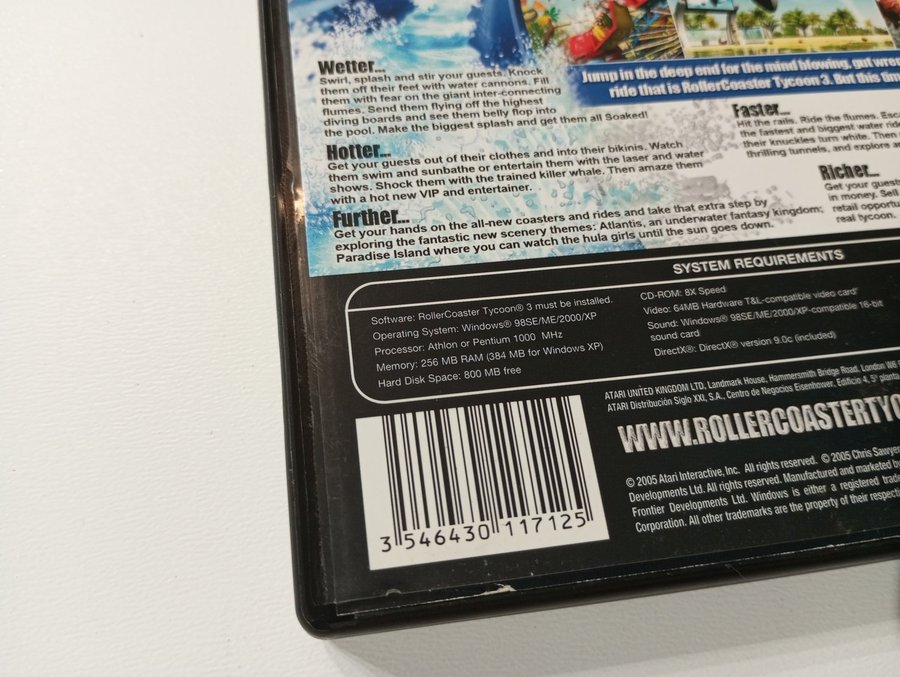 Wetter...
Swirl, splash and stir your guests. Knock
them off their feet with water cannons. Fill
them with fear on the giant inter-connecting
flumes. Send them flying off the highest
diving boards and see them belly flop into
the pool. Make the biggest splash and get them all Soaked!
Hotter...
Get your guests out of their clothes and into their bikinis. Watch
them swim and sunbathe or entertain them with the laser and water
shows. Shock them with the trained killer whale. Then amaze them
with a hot new VIP and entertainer.
Further...
Get your hands on the all-new coasters and rides and take that extra step by
exploring the fantastic new scenery themes: Atlantis, an underwater fantasy kingdom;
Paradise Island where you can watch the hula girls until the sun goes down.
Jump in the deep end for the mind blowing, gut
ride that is RollerCoaster Tycoon 3. But this
Faster...
Hit the rails. Ride the flumes.
the fastest and biggest water
their knuckles turn white. Then
thrilling tunnels, and explore
Richer...
Get your guests
in money. Sell
retail
real tycoon.
SYSTEM REQUIREMENTS
Software: RollerCoaster Tycoon® 3 must be installed.
Operating System: Windows® 98SE/ME/2000/XP
Processor: Athlon or Pentium 1000 MHz
Memory: 256 MB RAM (384 MB for Windows XP)
Hard Disk Space: 800 MB free
CD-ROM: 8X Speed
Video: 64MB Hardware T&L-compatible video card*
Sound: Windows® 98SE/ME/2000/XP-compatible 16-bit
sound card
DirectX®: DirectX® version 9.0c (included)
ATARI UNITED KINGDOM LTD, Landmark House, Hammersmith Bridge Road, London W6
ATARI Distribución Siglo XXI, S.A., Centro de Negocios Eisenhower, Edificio 4, 5ª planta
WWW.ROLLERCOASTERTYC
© 2005 Atari Interactive, Inc. All rights reserved. © 2005 Chris Sawyer
Developments Ltd. All rights reserved. Manufactured and marketed by
Frontier Developments Ltd. Windows is either a registered
Corporation. All other trademarks are the property of their
3 546430 117125